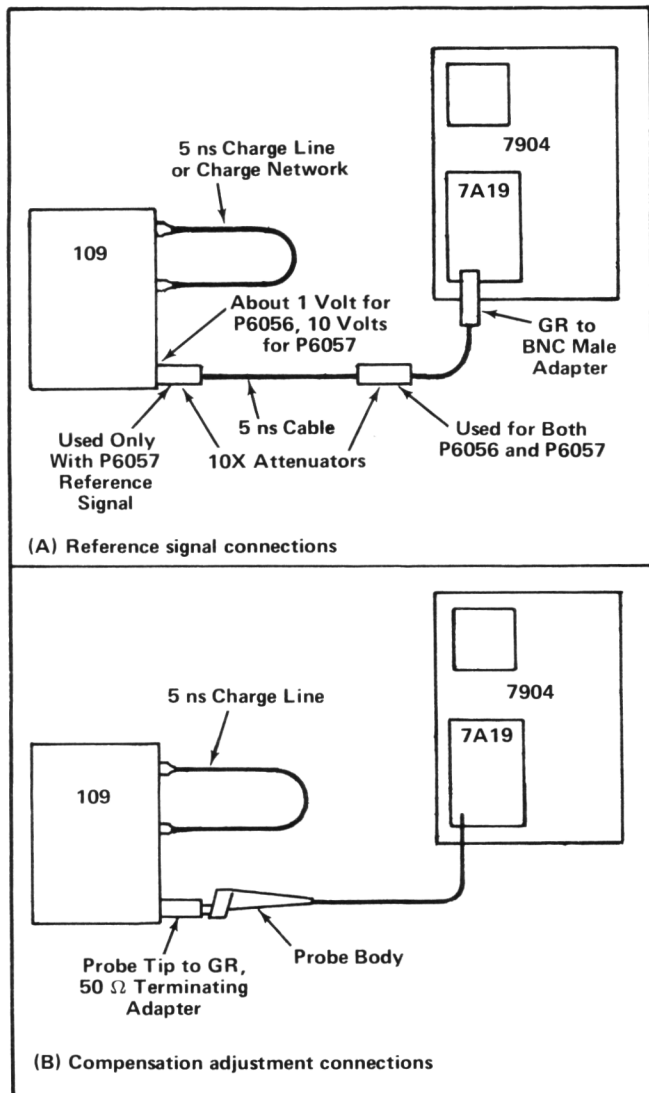 7904
5 ns Charge Line
or Charge Network
7A19
109
About 1 Volt for
P6056, 10 Volts
for P6057
GR to
BNC Male
Adapter
5 ns Cable
Used Only
With P6057
Reference
Signal
10X Attenuators
Used for Both
P6056 and P6057
(A) Reference signal connections
7904
5 ns Charge Line
7A19
109
Probe Body
Probe Tip to GR,
50 Ω Terminating
Adapter
(B) Compensation adjustment connections